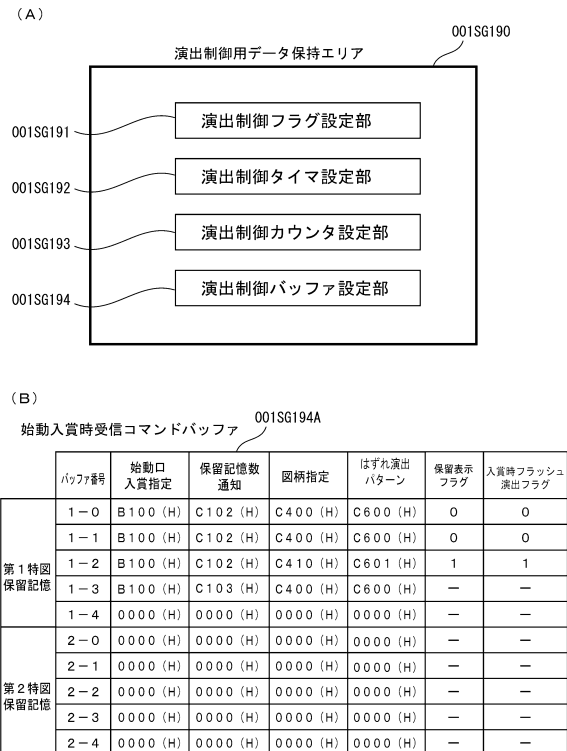 （A）
001SG190
演出制御用データ保持エリア
001SG191
演出制御フラグ設定部
001SG192
演出制御タイマ設定部
001SG193
演出制御カウンタ設定部
001SG194
演出制御バッファ設定部
（B）
始動入賞時受信コマンドバッファ
001SG194A
バッファ番号 始動口入賞指定 保留記憶数通知 図柄指定 はずれ演出パターン 保留表示フラグ 入賞時フラッシュ演出フラグ
第１特図保留記憶
１－０ Ｂ１００（Ｈ） Ｃ１０２（Ｈ） Ｃ４００（Ｈ） Ｃ６００（Ｈ） ０ ０
１－１ Ｂ１００（Ｈ） Ｃ１０２（Ｈ） Ｃ４００（Ｈ） Ｃ６００（Ｈ） ０ ０
１－２ Ｂ１００（Ｈ） Ｃ１０２（Ｈ） Ｃ４１０（Ｈ） Ｃ６０１（Ｈ） １ １
１－３ Ｂ１００（Ｈ） Ｃ１０３（Ｈ） Ｃ４００（Ｈ） Ｃ６００（Ｈ） － －
１－４ ００００（Ｈ） ００００（Ｈ） ００００（Ｈ） ００００（Ｈ） － －
第２特図保留記憶
２－０ ００００（Ｈ） ００００（Ｈ） ００００（Ｈ） ００００（Ｈ） － －
２－１ ００００（Ｈ） ００００（Ｈ） ００００（Ｈ） ００００（Ｈ） － －
２－２ ００００（Ｈ） ００００（Ｈ） ００００（Ｈ） ００００（Ｈ） － －
２－３ ００００（Ｈ） ００００（Ｈ） ００００（Ｈ） ００００（Ｈ） － －
２－４ ００００（Ｈ） ００００（Ｈ） ００００（Ｈ） ００００（Ｈ） － －